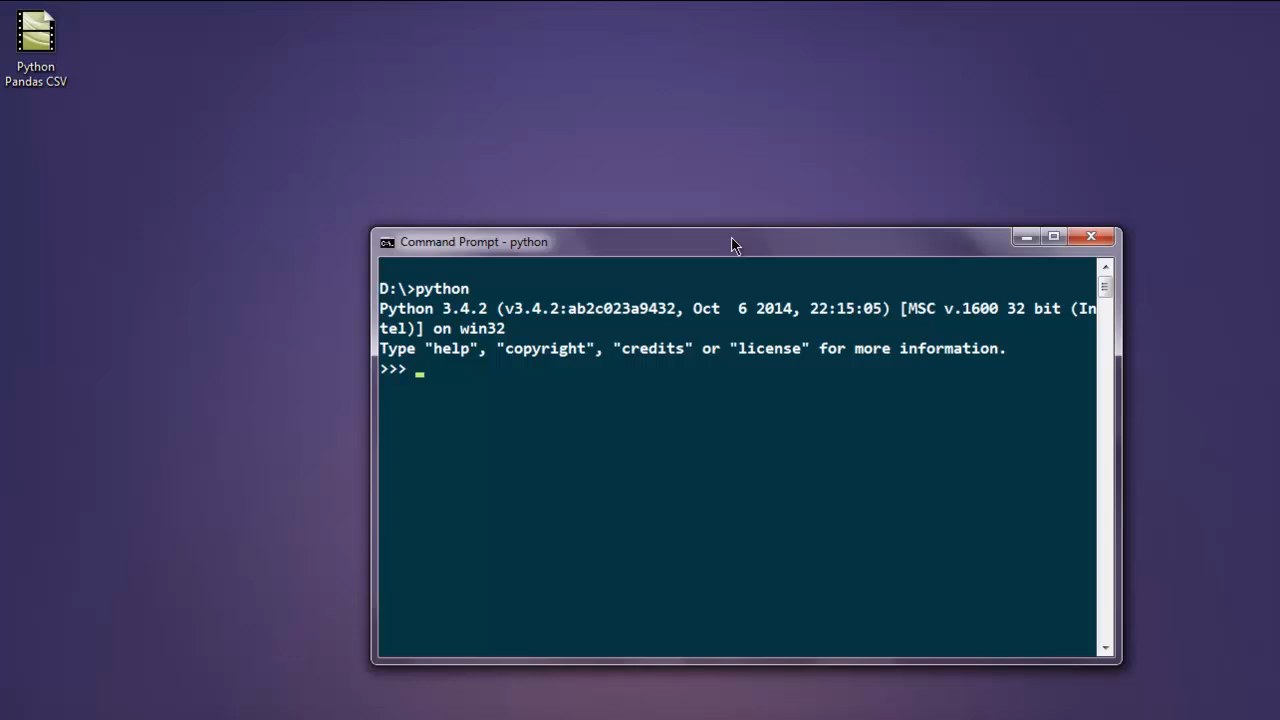 Python
Pandas CSV
Command Prompt - python
D:\>python
Python 3.4.2 (v3.4.2:ab2c023a9432, Oct  6 2014, 22:15:05) [MSC v.1600 32 bit (In
tel)] on win32
Type "help", "copyright", "credits" or "license" for more information.
>>>